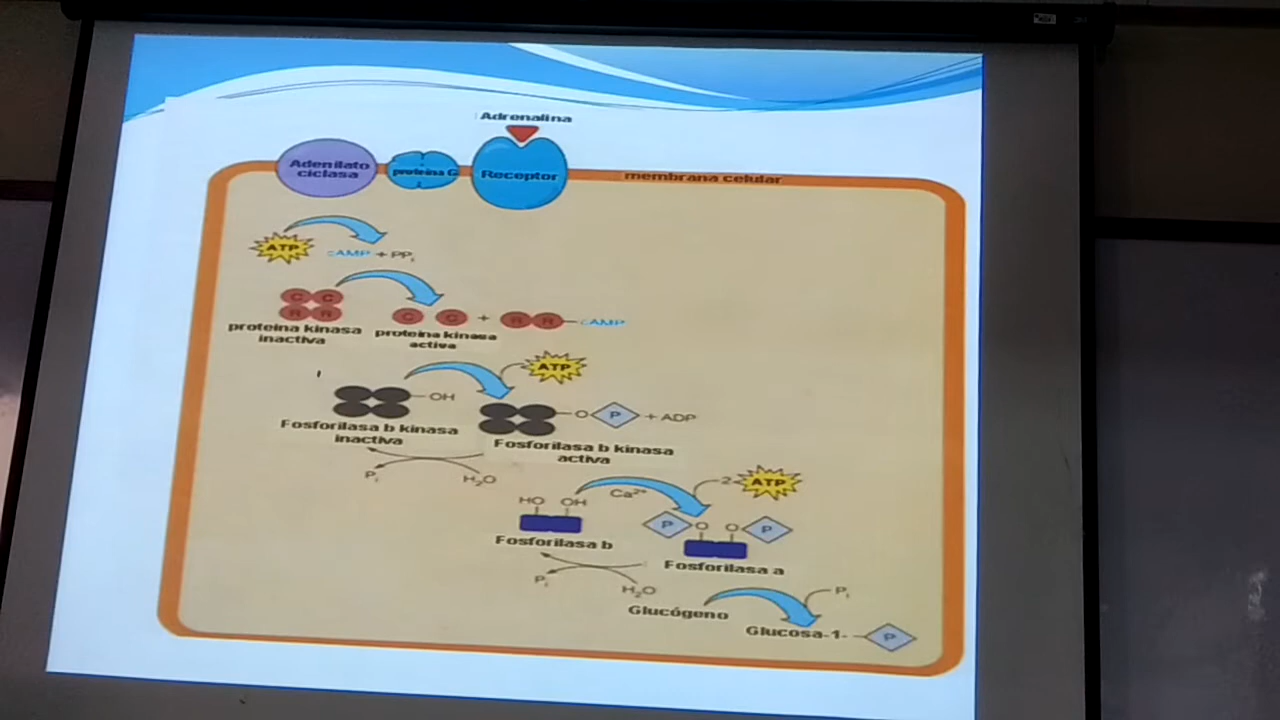 Adrenalina
Adenilato
ciclasa
proteína G
Receptor
membrana celular
ATP
cAMP + PPi
C C
R R
proteína kinasa
inactiva
C C + R R cAMP
proteína kinasa
activa
ATP
OH
Fosforilasa b kinasa
inactiva
O P + ADP
Fosforilasa b kinasa
activa
Pi
H₂O
HO OH
Ca²⁺
2 ATP
Fosforilasa b
P O O P
Fosforilasa a
Pi
H₂O
Glucógeno
Pi
Glucosa-1- P